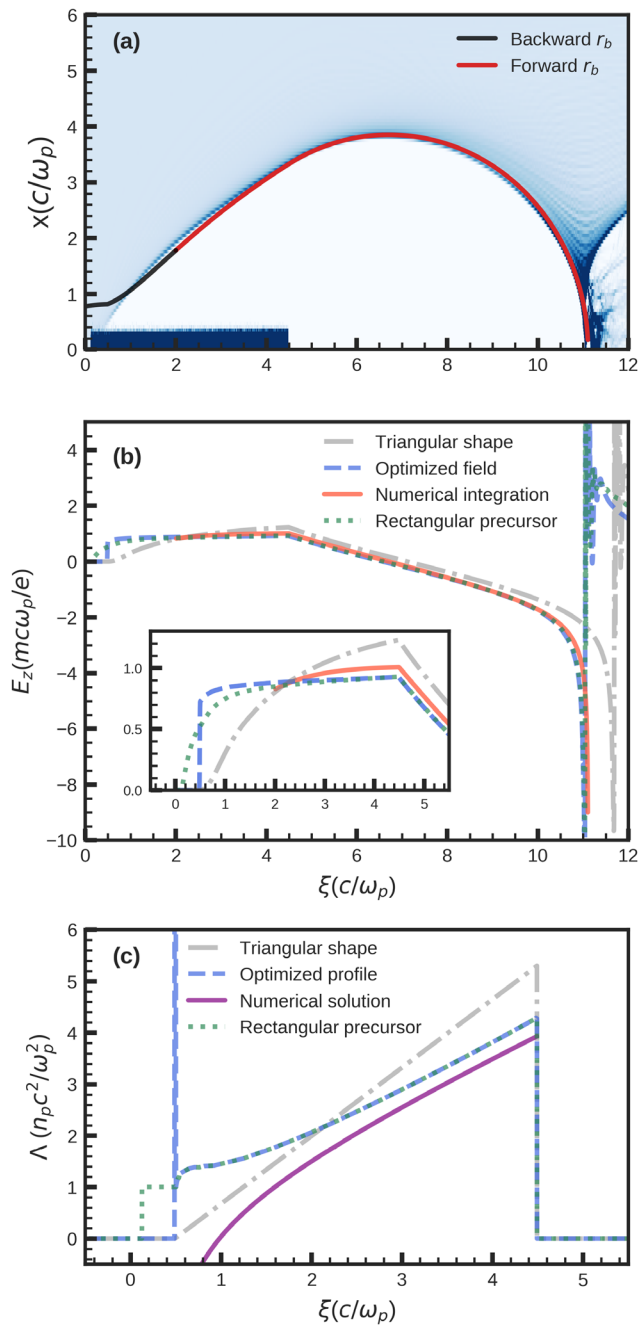 (a)
Backward r_b
Forward r_b
x(c/ω_p)
6
5
4
3
2
1
0
0 2 4 6 8 10 12
(b)
Triangular shape
Optimized field
Numerical integration
Rectangular precursor
E_z(mcω_p/e)
4
2
0
−2
−4
−6
−8
−10
1.0
0.5
0.0
0 1 2 3 4 5
0 2 4 6 8 10 12
ξ(c/ω_p)
(c)
Triangular shape
Optimized profile
Numerical solution
Rectangular precursor
Λ (n_pc²/ω_p²)
6
5
4
3
2
1
0
0 1 2 3 4 5
ξ(c/ω_p)